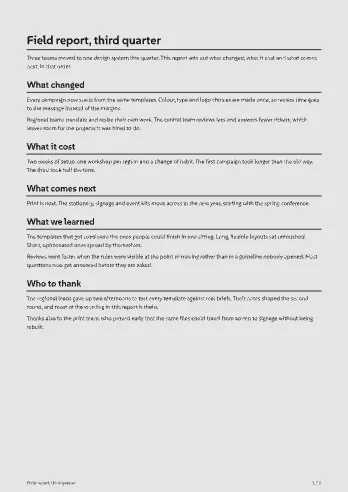 Field report, third quarter
Three teams moved to one design system this quarter. This report sets out what changed, what it cost and what comes
next, in that order.
What changed
Every campaign now starts from the same templates. Colour, type and logo choices are made once, so review time goes
to the message instead of the margins.
Regional teams translate and resize their own work. The central team reviews less and answers fewer tickets, which
leaves room for the projects it was hired to do.
What it cost
Two weeks of setup, one workshop per region and a change of habit. The first campaign took longer than the old way.
The third took half the time.
What comes next
Print is next. The stationery, signage and event kits move across in the new year, starting with the spring conference.
What we learned
The templates that got used were the ones people could finish in one sitting. Long, flexible layouts sat untouched.
Short, opinionated ones spread by themselves.
Reviews went faster when the rules were visible at the point of making rather than in a guideline nobody opened. Most
questions now get answered before they are asked.
Who to thank
The regional leads gave up two afternoons to test every template against real briefs. Their notes shaped the second
round, and most of the wording in this report is theirs.
Thanks also to the print team, who proved early that the same files could travel from screen to signage without being
rebuilt.
Field report, third quarter